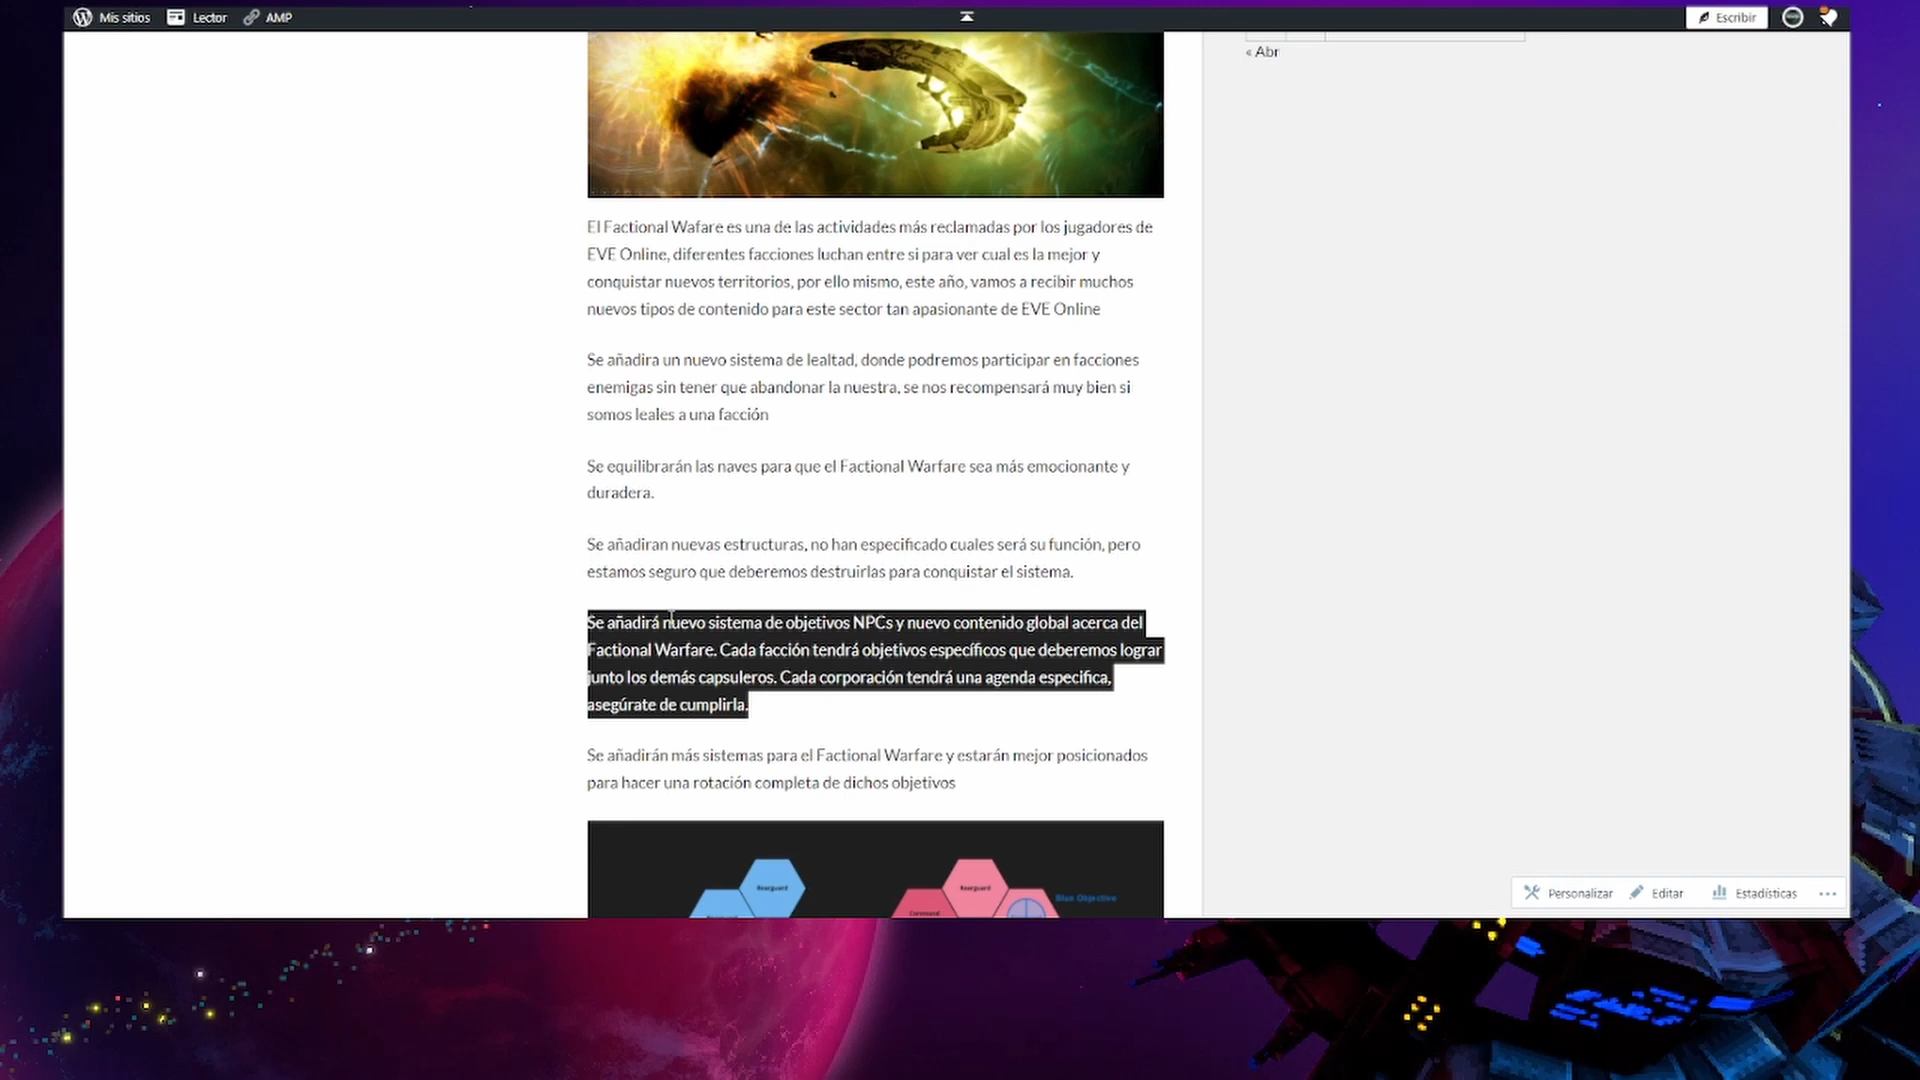 Mis sitios Lector AMP Escribir
« Abr
El Factional Wafare es una de las actividades más reclamadas por los jugadores de
EVE Online, diferentes facciones luchan entre si para ver cual es la mejor y
conquistar nuevos territorios, por ello mismo, este año, vamos a recibir muchos
nuevos tipos de contenido para este sector tan apasionante de EVE Online
Se añadira un nuevo sistema de lealtad, donde podremos participar en facciones
enemigas sin tener que abandonar la nuestra, se nos recompensará muy bien si
somos leales a una facción
Se equilibrarán las naves para que el Factional Warfare sea más emocionante y
duradera.
Se añadiran nuevas estructuras, no han especificado cuales será su función, pero
estamos seguro que deberemos destruirlas para conquistar el sistema.
Se añadirá nuevo sistema de objetivos NPCs y nuevo contenido global acerca del
Factional Warfare. Cada facción tendrá objetivos específicos que deberemos lograr
junto los demás capsuleros. Cada corporación tendrá una agenda especifica,
asegúrate de cumplirla.
Se añadirán más sistemas para el Factional Warfare y estarán mejor posicionados
para hacer una rotación completa de dichos objetivos
Rearguard Rearguard
Blue Objective
Command
Personalizar Editar Estadísticas